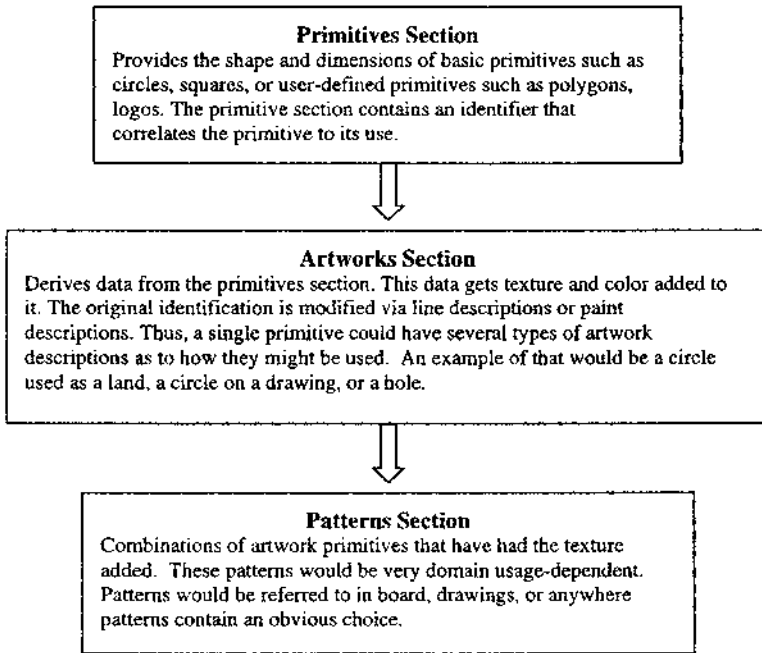 Primitives Section
Provides the shape and dimensions of basic primitives such as
circles, squares, or user-defined primitives such as polygons,
logos. The primitive section contains an identifier that
correlates the primitive to its use.
Artworks Section
Derives data from the primitives section. This data gets texture and color added to
it. The original identification is modified via line descriptions or paint
descriptions. Thus, a single primitive could have several types of artwork
descriptions as to how they might be used. An example of that would be a circle
used as a land, a circle on a drawing, or a hole.
Patterns Section
Combinations of artwork primitives that have had the texture
added. These patterns would be very domain usage-dependent.
Patterns would be referred to in board, drawings, or anywhere
patterns contain an obvious choice.